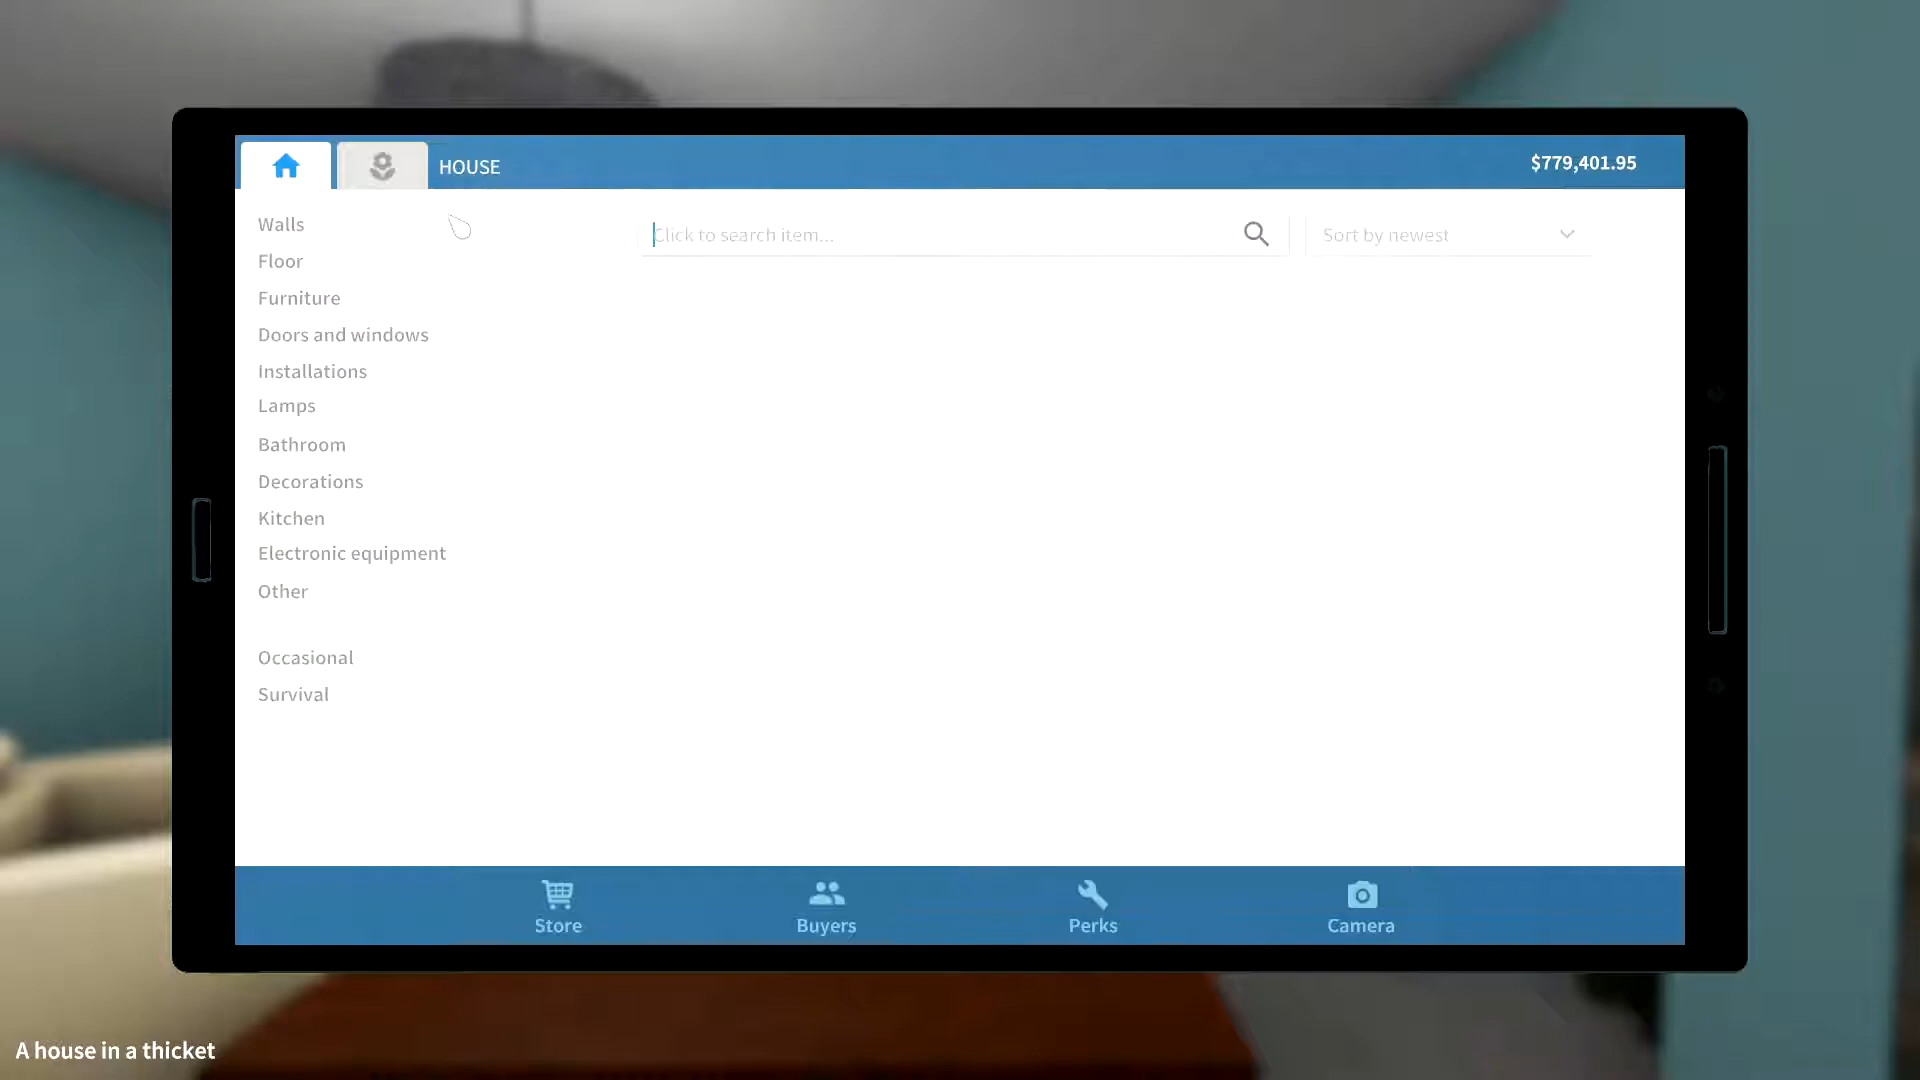 HOUSE
$779,401.95
Walls
Floor
Furniture
Doors and windows
Installations
Lamps
Bathroom
Decorations
Kitchen
Electronic equipment
Other
Occasional
Survival
Click to search item...
Sort by newest
Store
Buyers
Perks
Camera
A house in a thicket